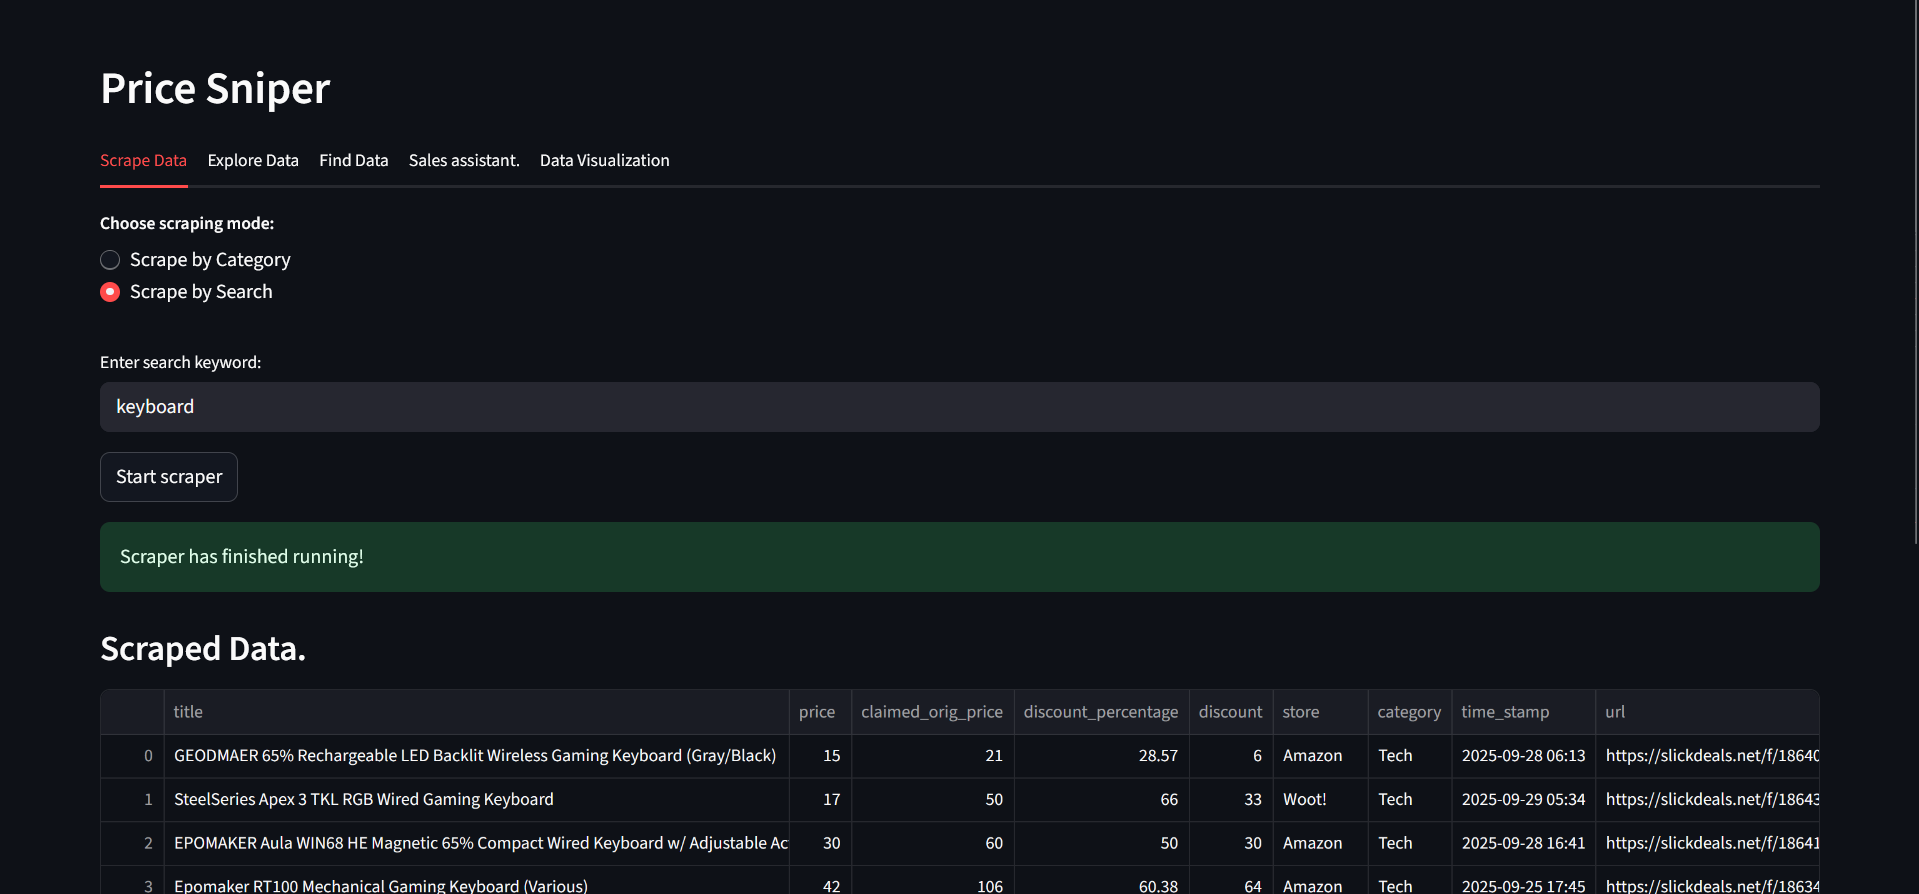 Price Sniper
Scrape Data Explore Data Find Data Sales assistant. Data Visualization
Choose scraping mode:
Scrape by Category
Scrape by Search
Enter search keyword:
keyboard
Start scraper
Scraper has finished running!
Scraped Data.
title price claimed_orig_price discount_percentage discount store category time_stamp url
0 GEODMAER 65% Rechargeable LED Backlit Wireless Gaming Keyboard (Gray/Black) 15 21 28.57 6 Amazon Tech 2025-09-28 06:13 https://slickdeals.net/f/18640
1 SteelSeries Apex 3 TKL RGB Wired Gaming Keyboard 17 50 66 33 Woot! Tech 2025-09-29 05:34 https://slickdeals.net/f/18643
2 EPOMAKER Aula WIN68 HE Magnetic 65% Compact Wired Keyboard w/ Adjustable Ac 30 60 50 30 Amazon Tech 2025-09-28 16:41 https://slickdeals.net/f/18641
3 Epomaker RT100 Mechanical Gaming Keyboard (Various) 42 106 60.38 64 Amazon Tech 2025-09-25 17:45 https://slickdeals.net/f/18634